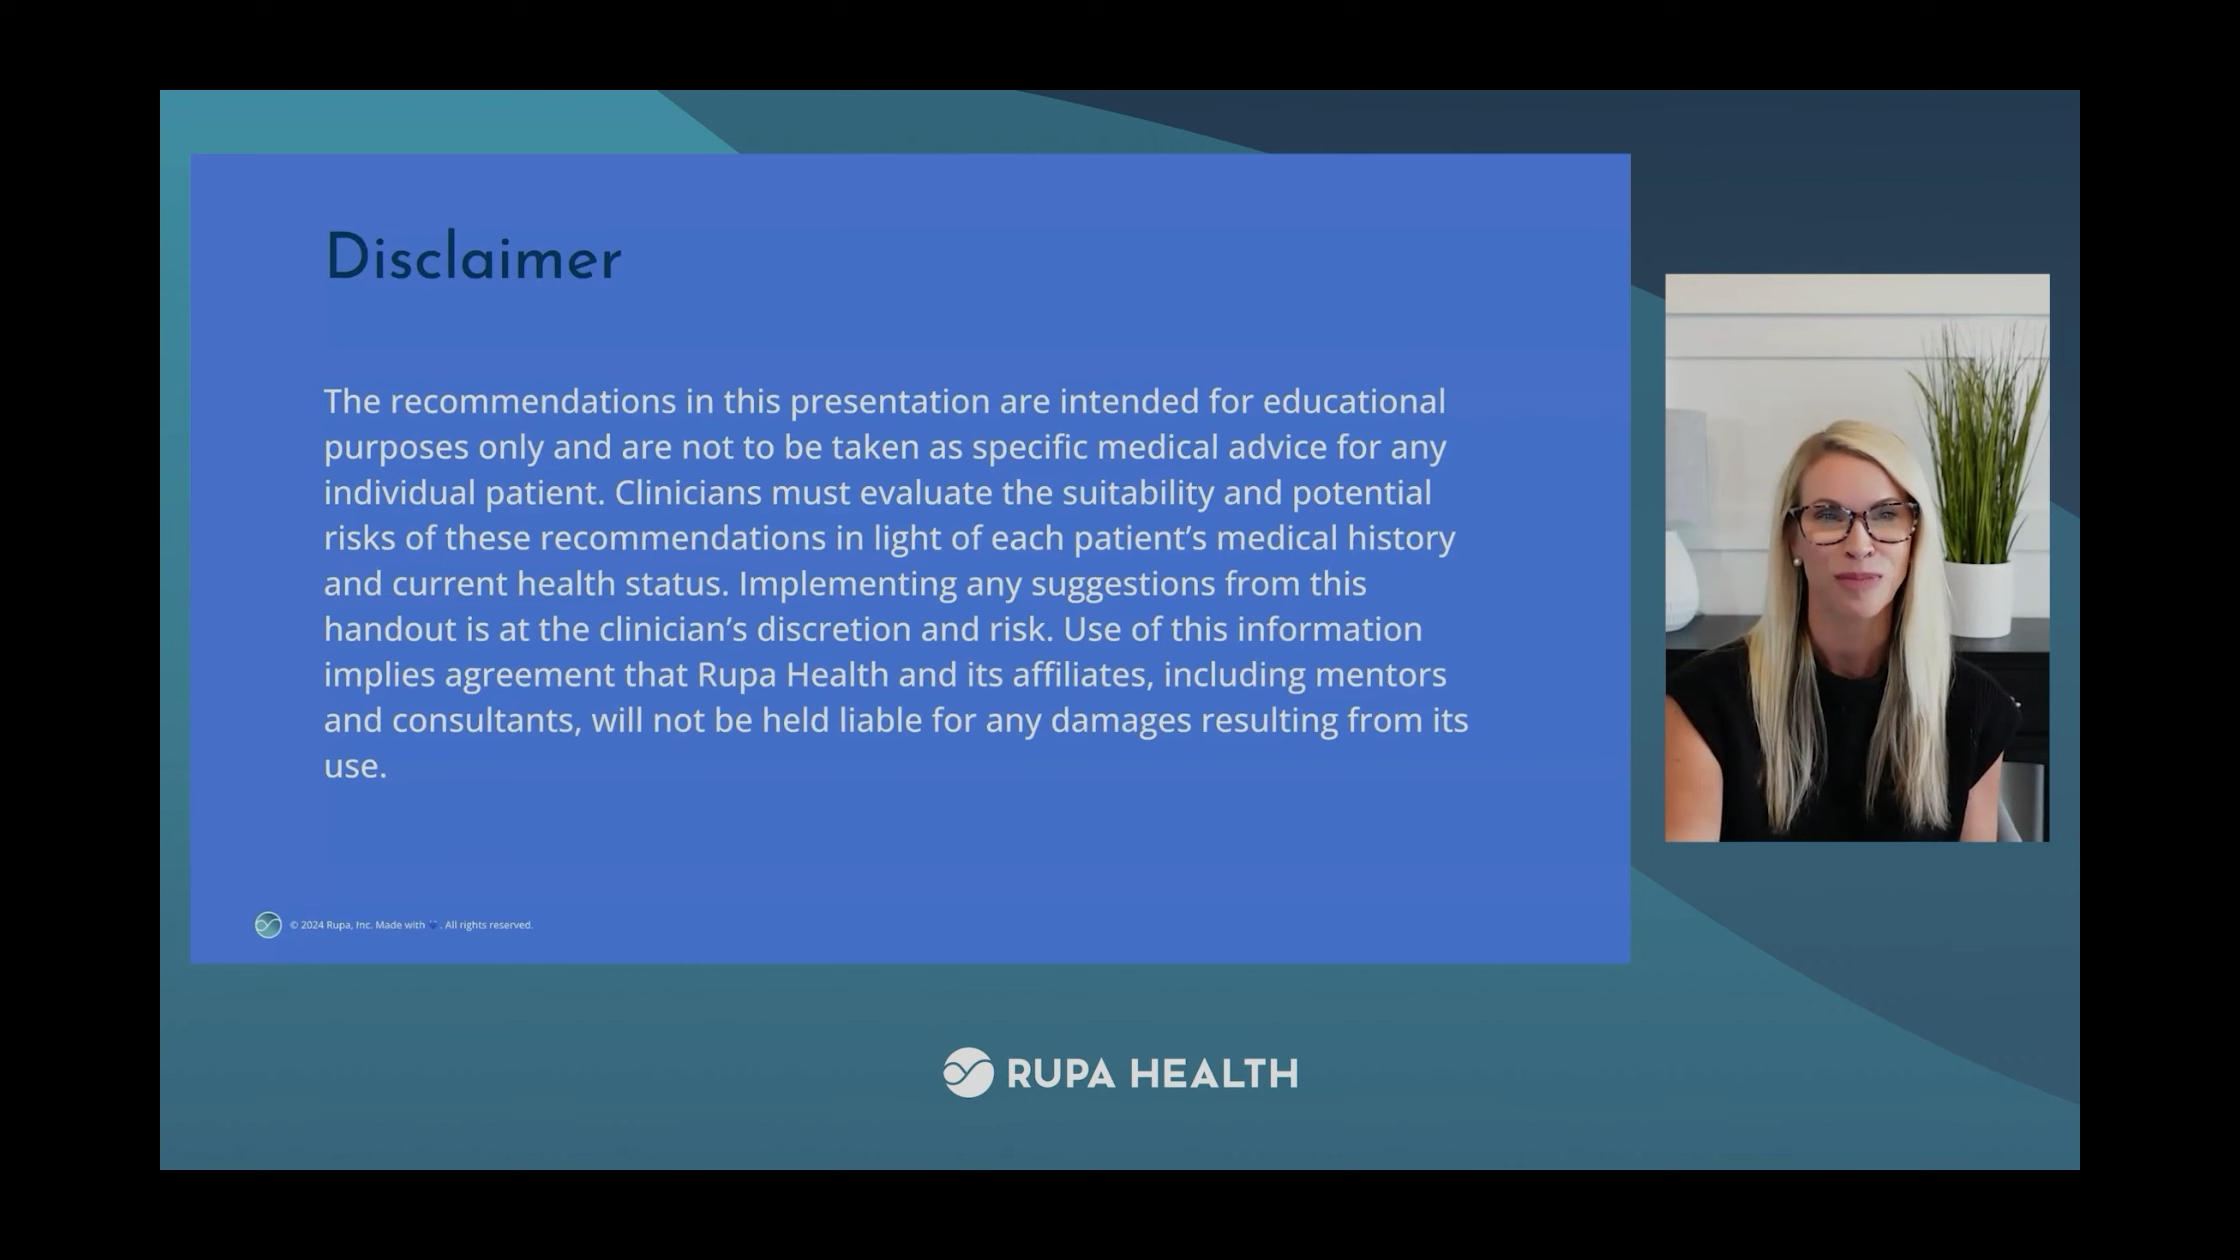 Disclaimer
The recommendations in this presentation are intended for educational
purposes only and are not to be taken as specific medical advice for any
individual patient. Clinicians must evaluate the suitability and potential
risks of these recommendations in light of each patient’s medical history
and current health status. Implementing any suggestions from this
handout is at the clinician’s discretion and risk. Use of this information
implies agreement that Rupa Health and its affiliates, including mentors
and consultants, will not be held liable for any damages resulting from its
use.
© 2024 Rupa, Inc. Made with 💙. All rights reserved.
RUPA HEALTH